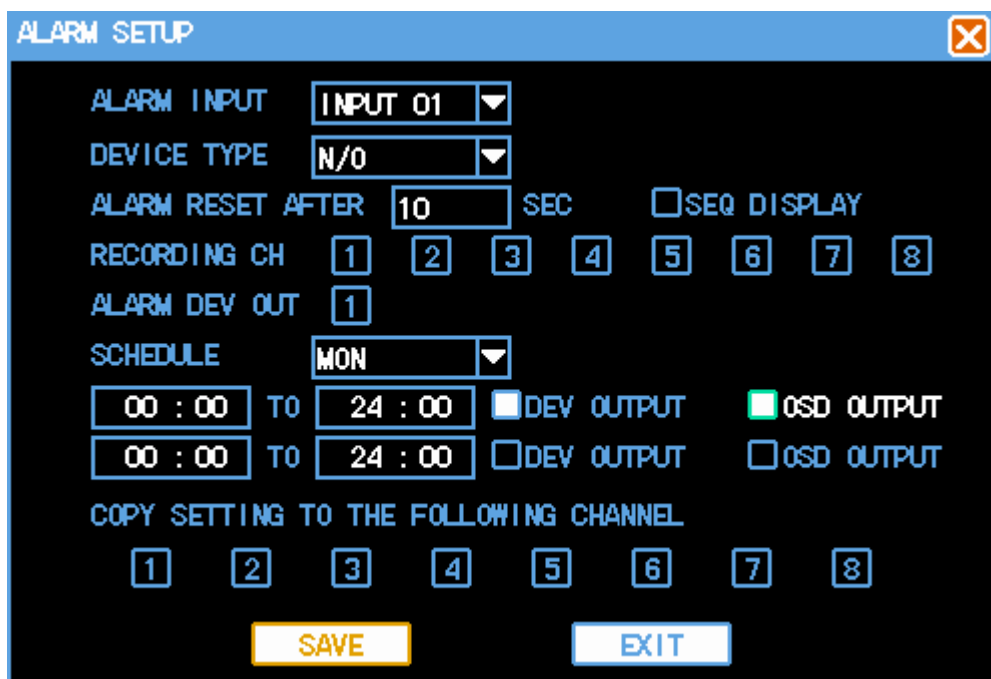 ALARM SETUP
ALARM INPUT INPUT 01
DEVICE TYPE N/O
ALARM RESET AFTER 10 SEC SEQ DISPLAY
RECORDING CH 1 2 3 4 5 6 7 8
ALARM DEV OUT 1
SCHEDULE MON
00 : 00 TO 24 : 00 DEV OUTPUT OSD OUTPUT
00 : 00 TO 24 : 00 DEV OUTPUT OSD OUTPUT
COPY SETTING TO THE FOLLOWING CHANNEL
1 2 3 4 5 6 7 8
SAVE EXIT